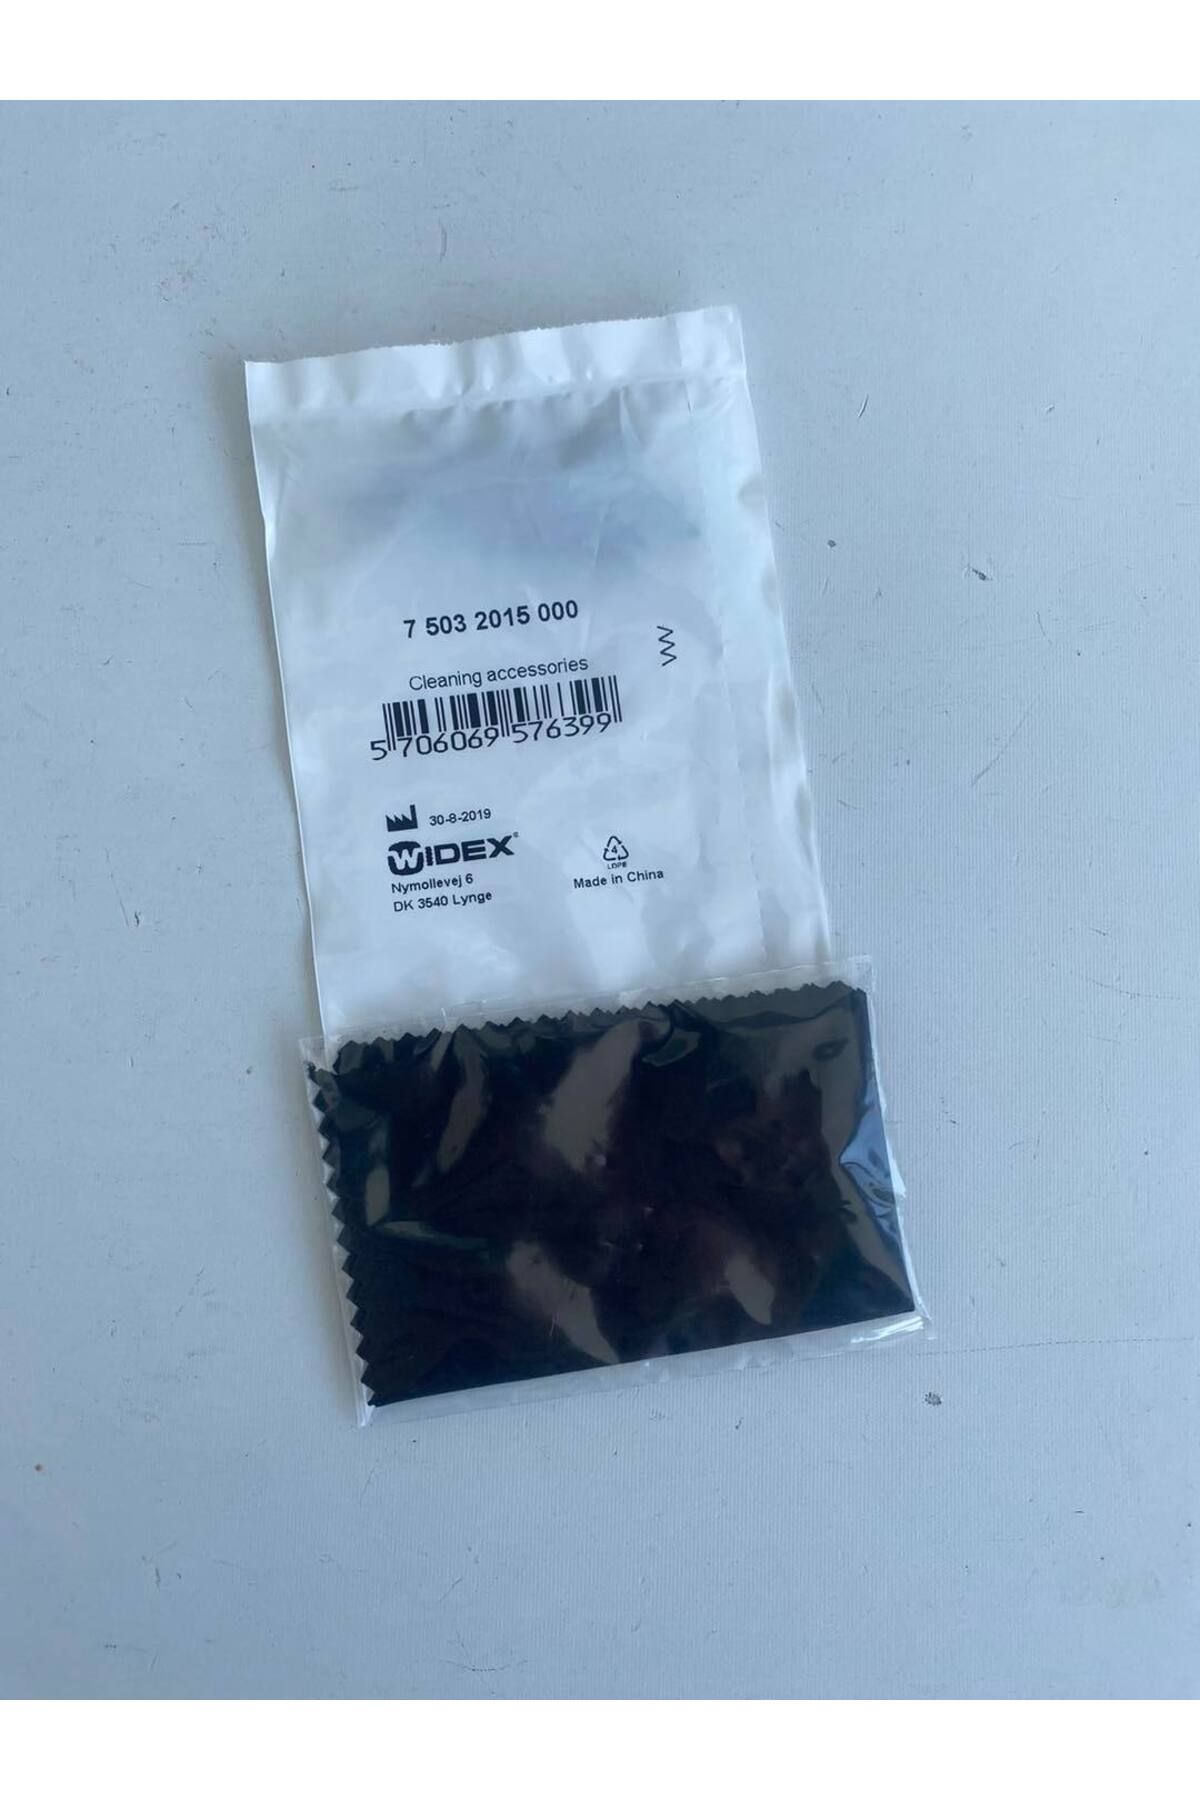 7 503 2015 000
Cleaning accessories
5 706069 576399
30-8-2019
WIDEX®
Nymollevej 6
DK 3540 Lynge
4
LDPE
Made in China